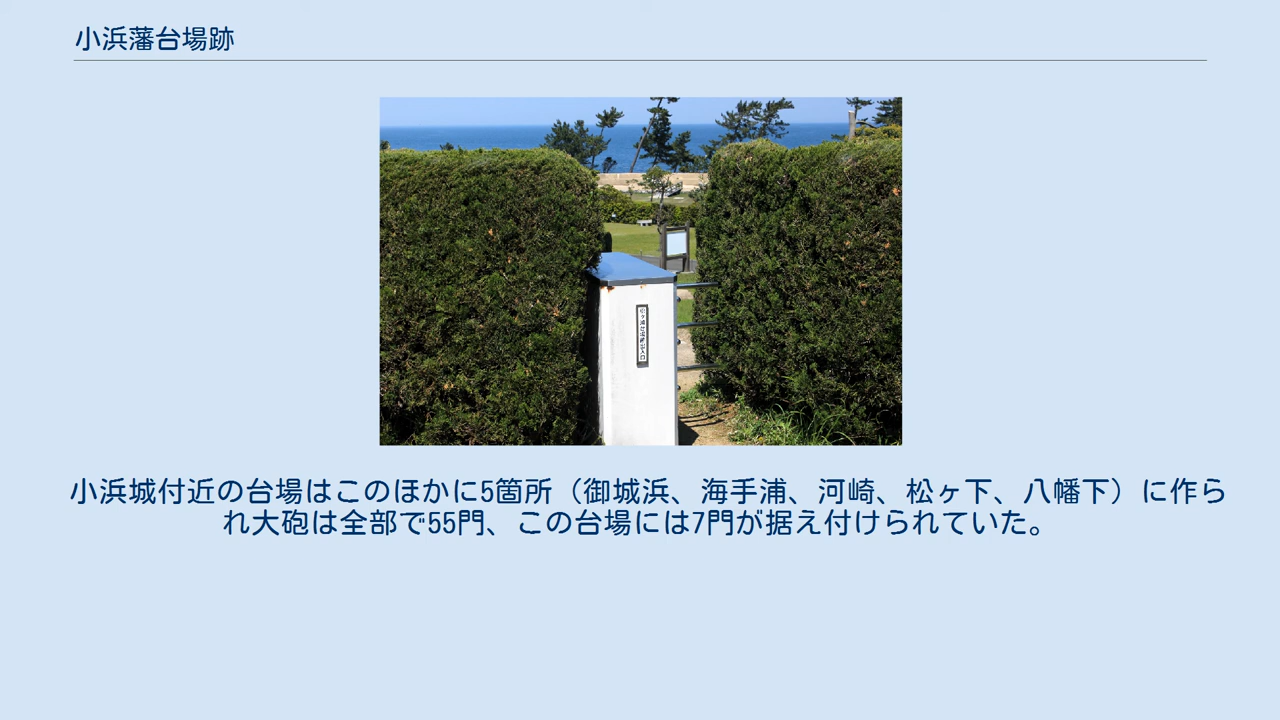 小浜藩台場跡
小浜城付近の台場はこのほかに5箇所（御城浜、海手浦、河崎、松ヶ下、八幡下）に作ら
れ大砲は全部で55門、この台場には7門が据え付けられていた。